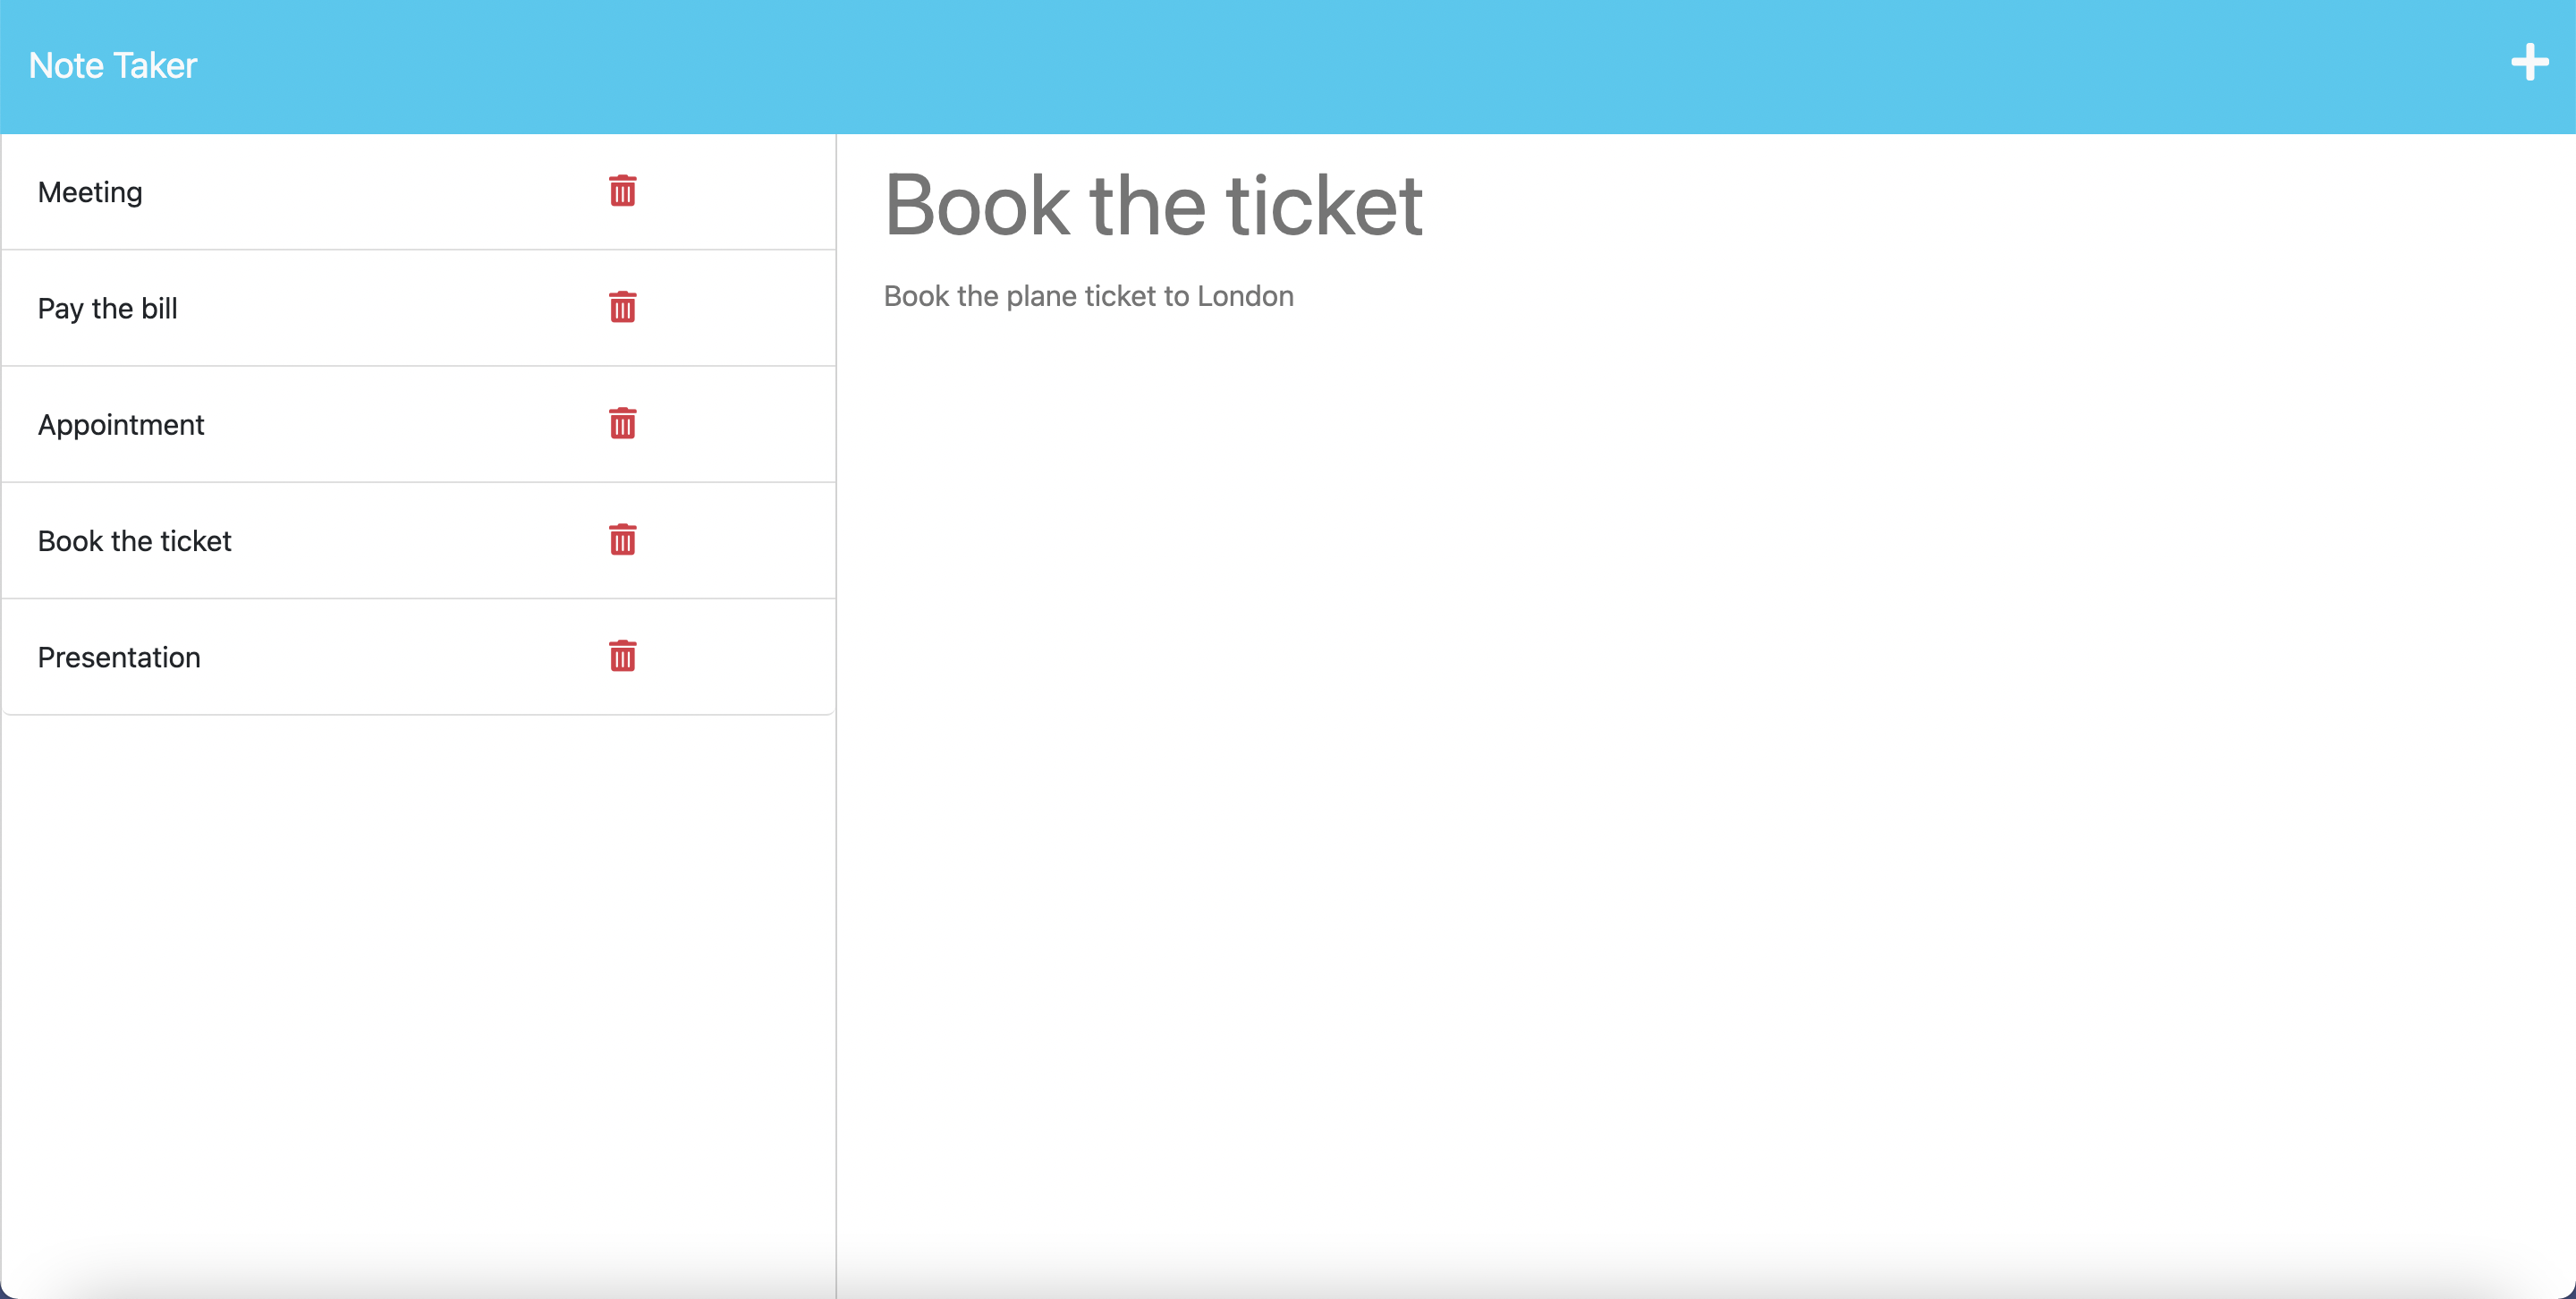 Note Taker
Meeting
Pay the bill
Appointment
Book the ticket
Presentation
Book the ticket
Book the plane ticket to London